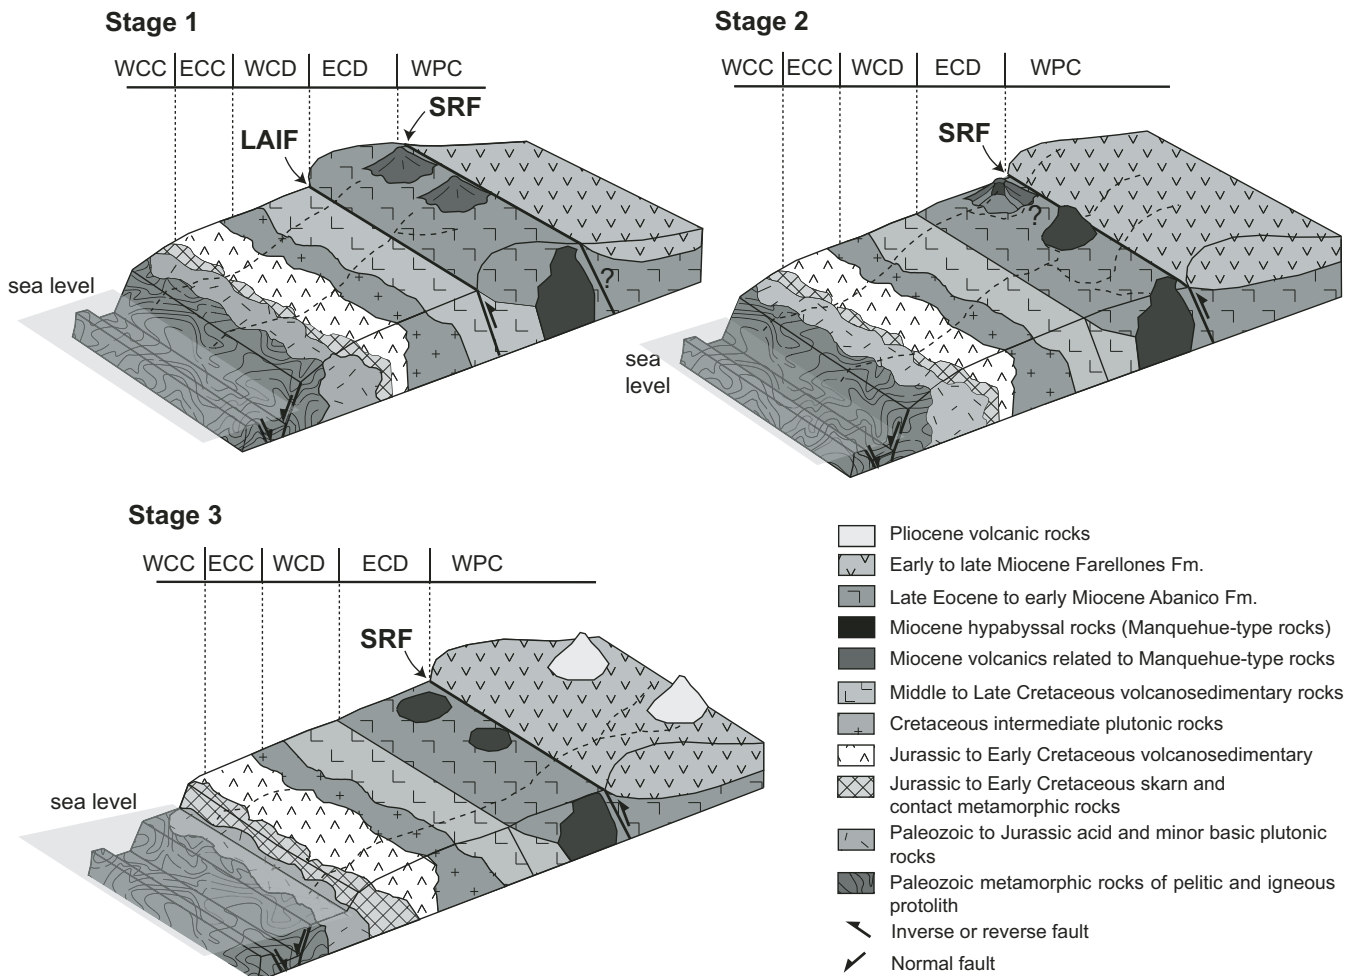 Stage 1
WCC ECC WCD ECD WPC
SRF
LAIF
sea level
?
Stage 2
WCC ECC WCD ECD WPC
SRF
?
sea
level
Stage 3
WCC ECC WCD ECD WPC
SRF
sea level
Pliocene volcanic rocks
Early to late Miocene Farellones Fm.
Late Eocene to early Miocene Abanico Fm.
Miocene hypabyssal rocks (Manquehue-type rocks)
Miocene volcanics related to Manquehue-type rocks
Middle to Late Cretaceous volcanosedimentary rocks
Cretaceous intermediate plutonic rocks
Jurassic to Early Cretaceous volcanosedimentary
Jurassic to Early Cretaceous skarn and
contact metamorphic rocks
Paleozoic to Jurassic acid and minor basic plutonic
rocks
Paleozoic metamorphic rocks of pelitic and igneous
protolith
Inverse or reverse fault
Normal fault